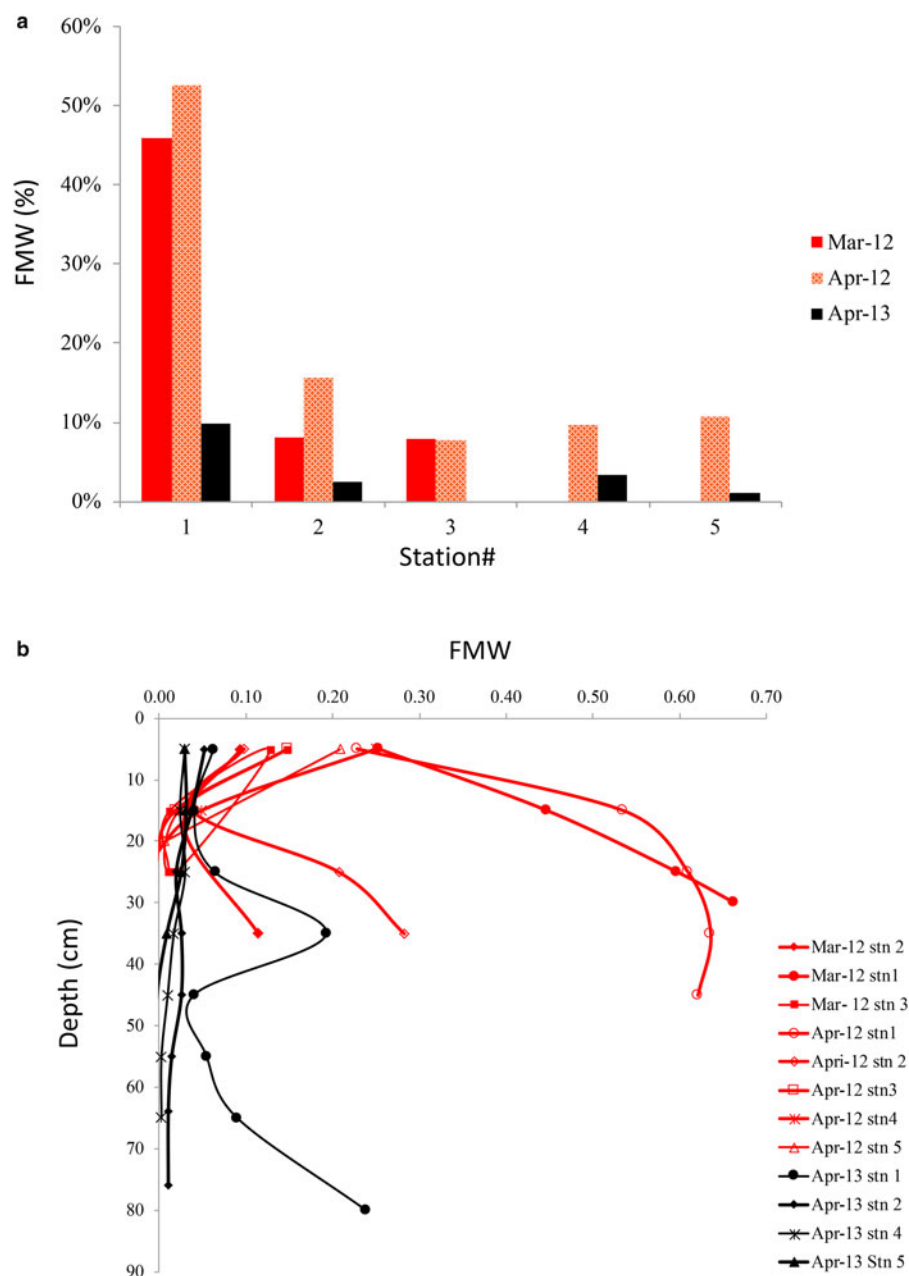 a
60%
50%
40%
30%
20%
10%
0%
FMW (%)
1 2 3 4 5
Station#
Mar-12
Apr-12
Apr-13
b
FMW
0.00 0.10 0.20 0.30 0.40 0.50 0.60 0.70
0
10
20
30
40
50
60
70
80
90
Depth (cm)
Mar-12 stn 2
Mar-12 stn1
Mar- 12 stn 3
Apr-12 stn1
Apri-12 stn 2
Apr-12 stn3
Apr-12 stn4
Apr-12 stn 5
Apr-13 stn 1
Apr-13 stn 2
Apr-13 stn 4
Apr-13 Stn 5